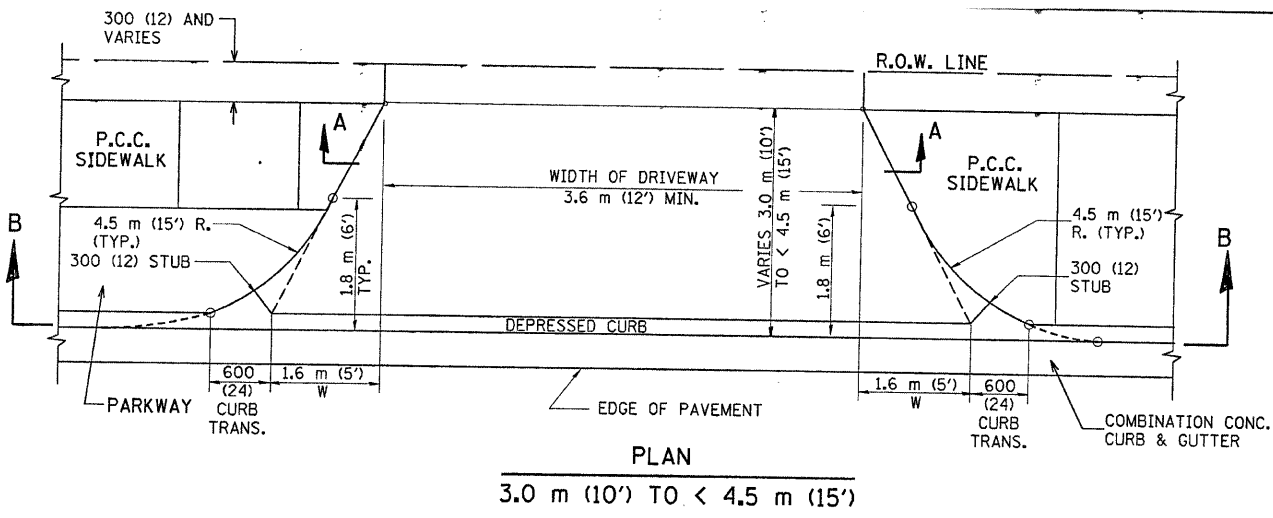 300 (12) AND
VARIES
R.O.W. LINE
A
A
P.C.C.
SIDEWALK
P.C.C.
SIDEWALK
WIDTH OF DRIVEWAY
3.6 m (12') MIN.
VARIES 3.0 m (10')
TO < 4.5 m (15')
B
B
4.5 m (15') R.
(TYP.)
300 (12) STUB
1.8 m (6')
TYP.
1.8 m (6')
4.5 m (15')
R. (TYP.)
300 (12)
STUB
DEPRESSED CURB
600
(24)
CURB
TRANS.
1.6 m (5')
W
1.6 m (5')
W
600
(24)
CURB
TRANS.
PARKWAY
EDGE OF PAVEMENT
COMBINATION CONC.
CURB & GUTTER
PLAN
3.0 m (10') TO < 4.5 m (15')